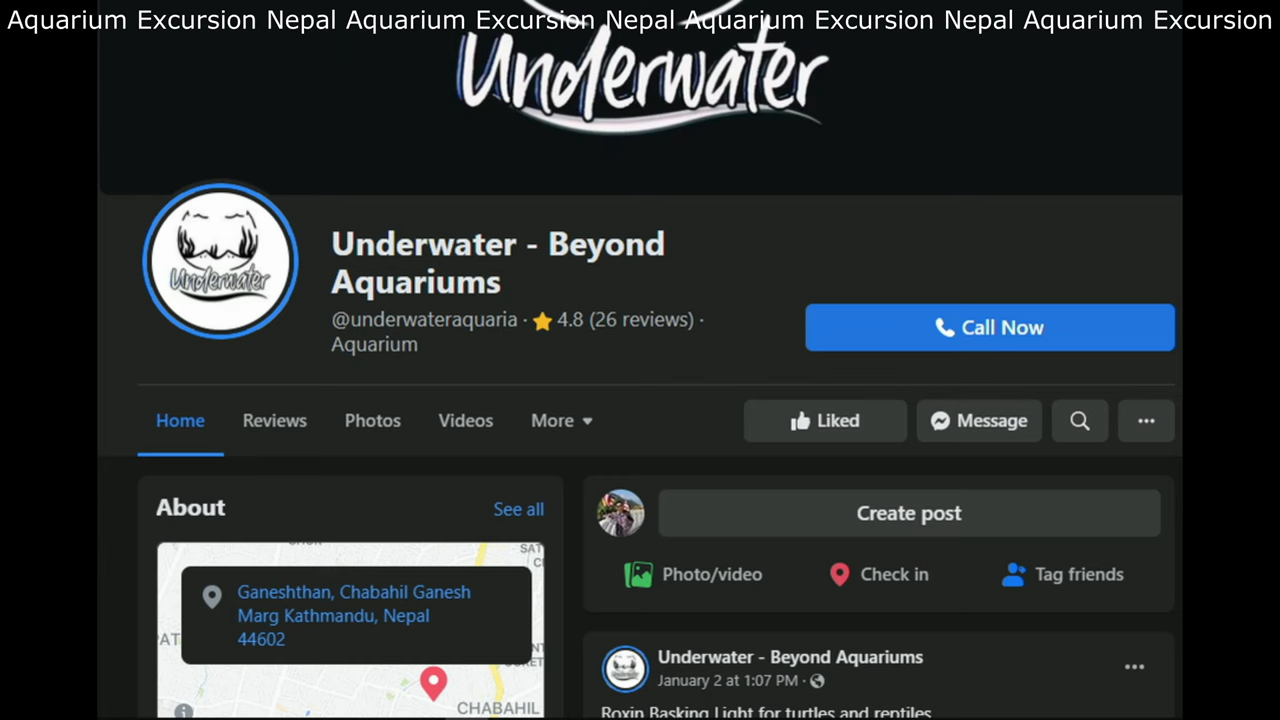 Aquarium Excursion Nepal Aquarium Excursion Nepal Aquarium Excursion Nepal Aquarium Excursion
Underwater
Underwater
Underwater - Beyond
Aquariums
@underwateraquaria · 4.8 (26 reviews) ·
Aquarium
Call Now
Home Reviews Photos Videos More
Liked Message
About See all
Create post
Photo/video Check in Tag friends
Ganeshthan, Chabahil Ganesh
Marg Kathmandu, Nepal
44602
CHABAHIL
Underwater - Beyond Aquariums
January 2 at 1:07 PM ·
Roxin Basking Light for turtles and reptiles